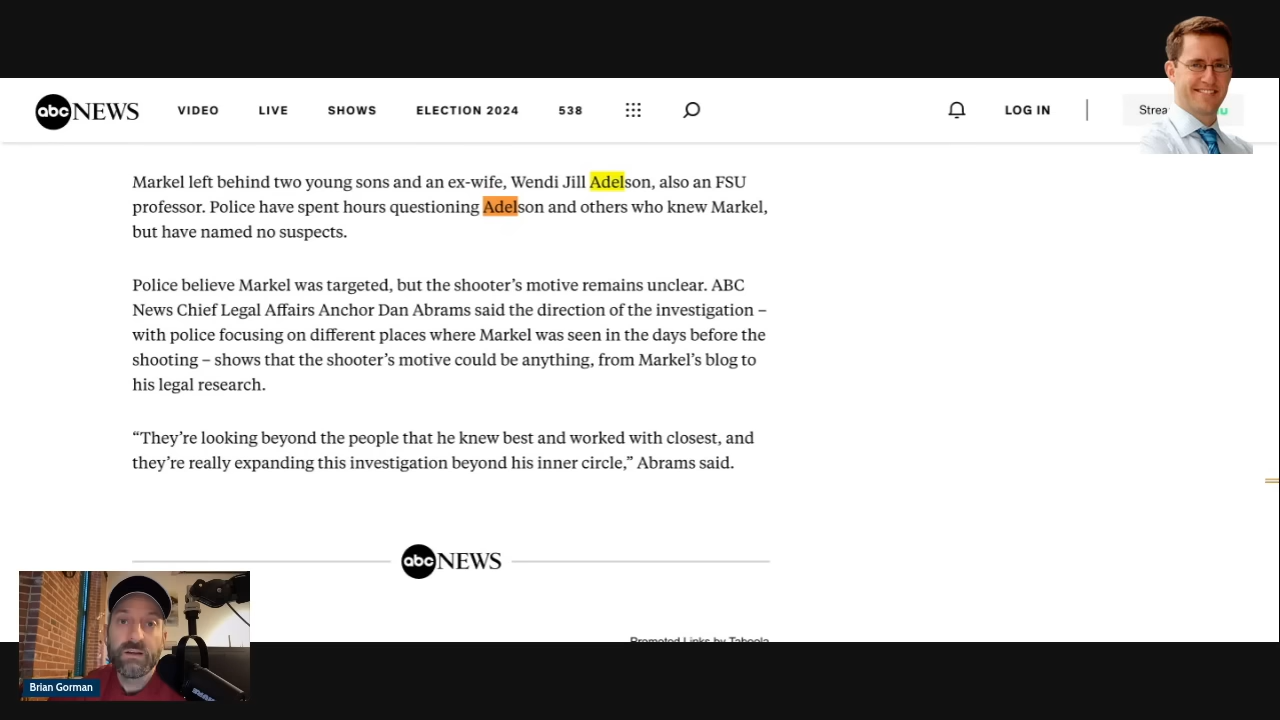 abc NEWS VIDEO LIVE SHOWS ELECTION 2024 538 LOG IN Strea
Markel left behind two young sons and an ex-wife, Wendi Jill Adelson, also an FSU
professor. Police have spent hours questioning Adelson and others who knew Markel,
but have named no suspects.
Police believe Markel was targeted, but the shooter’s motive remains unclear. ABC
News Chief Legal Affairs Anchor Dan Abrams said the direction of the investigation –
with police focusing on different places where Markel was seen in the days before the
shooting – shows that the shooter’s motive could be anything, from Markel’s blog to
his legal research.
“They’re looking beyond the people that he knew best and worked with closest, and
they’re really expanding this investigation beyond his inner circle,” Abrams said.
abc NEWS
Promoted Links by Taboola
Brian Gorman